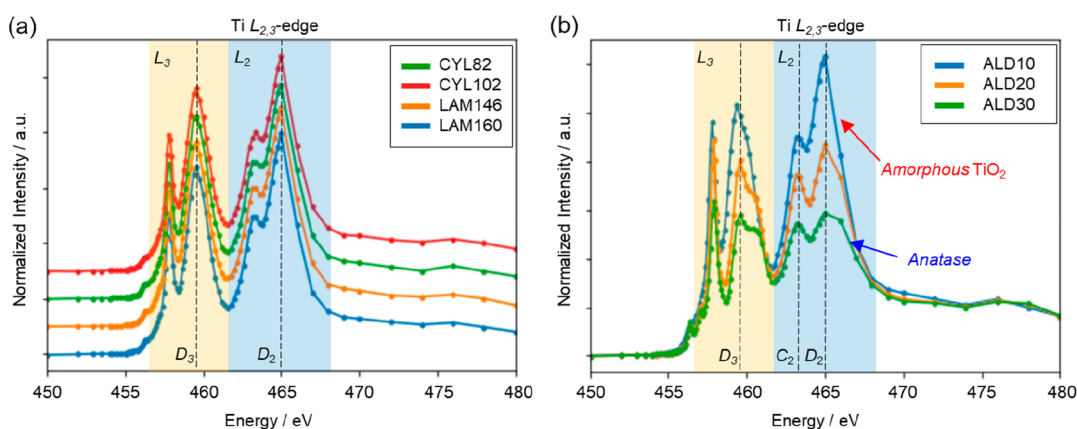 (a)
Ti L2,3-edge
L3
L2
CYL82
CYL102
LAM146
LAM160
Normalized Intensity / a.u.
D3
D2
450 455 460 465 470 475 480
Energy / eV
(b)
Ti L2,3-edge
L3
L2
ALD10
ALD20
ALD30
Amorphous TiO2
Anatase
Normalized Intensity / a.u.
D3
C2
D2
450 455 460 465 470 475 480
Energy / eV